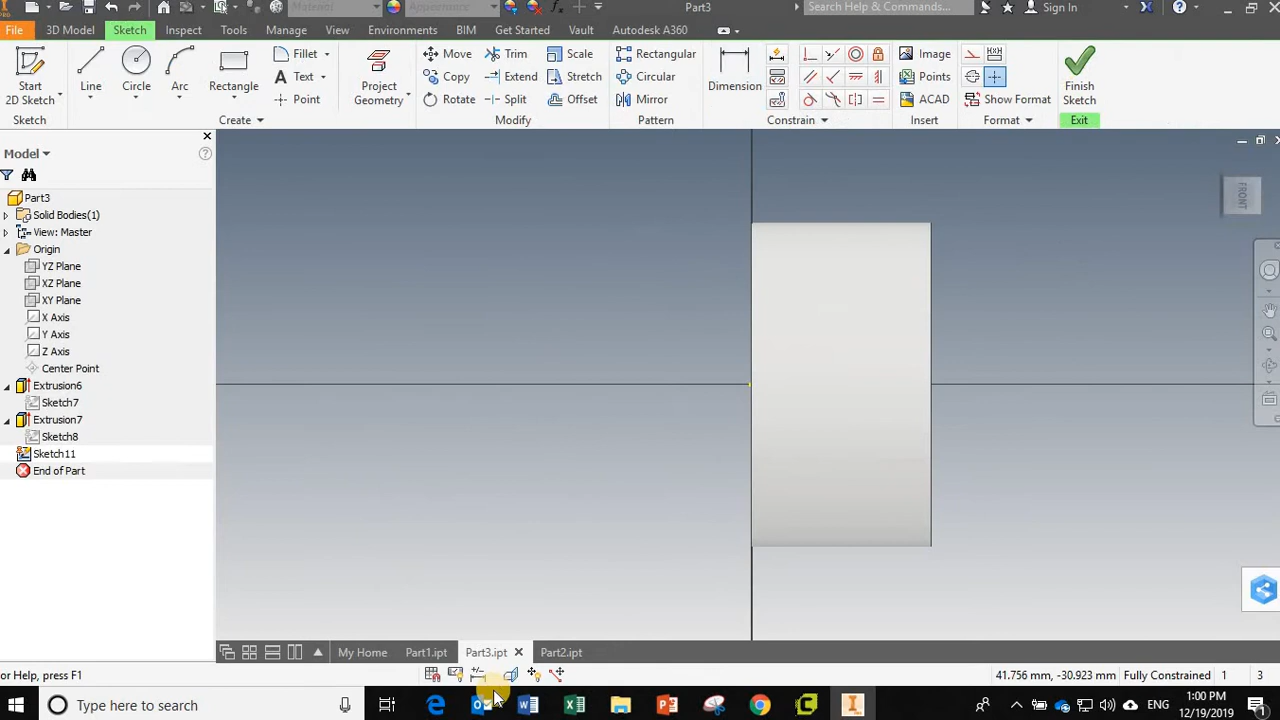 PRO
Material
Appearance
Part3
Search Help & Commands...
Sign In
File
3D Model
Sketch
Inspect
Tools
Manage
View
Environments
BIM
Get Started
Vault
Autodesk A360
Start
2D Sketch
Line
Circle
Arc
Rectangle
Fillet
Text
Point
Project
Geometry
Move
Copy
Rotate
Trim
Extend
Split
Scale
Stretch
Offset
Rectangular
Circular
Mirror
Dimension
Image
Points
ACAD
Show Format
Finish
Sketch
Sketch
Create
Modify
Pattern
Constrain
Insert
Format
Exit
Model
Part3
Solid Bodies(1)
View: Master
Origin
YZ Plane
XZ Plane
XY Plane
X Axis
Y Axis
Z Axis
Center Point
Extrusion6
Sketch7
Extrusion7
Sketch8
Sketch11
End of Part
FRONT
My Home
Part1.ipt
Part3.ipt
Part2.ipt
or Help, press F1
41.756 mm, -30.923 mm
Fully Constrained
1
3
Type here to search
ENG
1:00 PM
12/19/2019